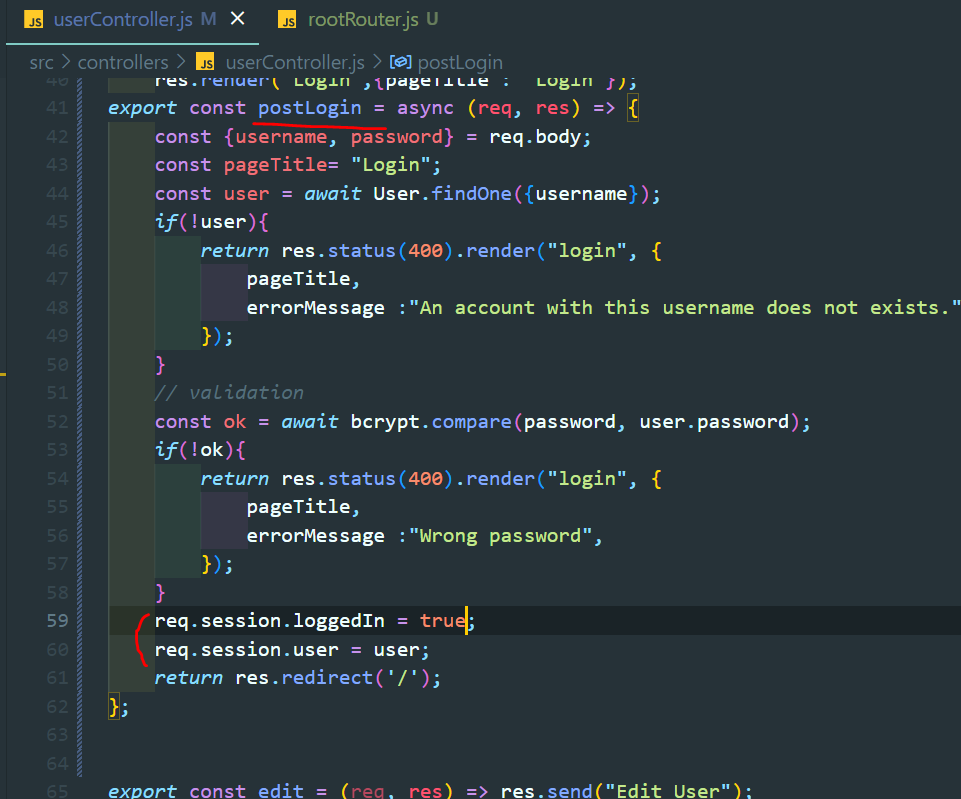 JS userController.js M ✕ JS rootRouter.js U
src > controllers > JS userController.js > postLogin
40 res.render("Login",{pageTitle : "Login"});
41 export const postLogin = async (req, res) => {
42 const {username, password} = req.body;
43 const pageTitle= "Login";
44 const user = await User.findOne({username});
45 if(!user){
46 return res.status(400).render("login", {
47 pageTitle,
48 errorMessage :"An account with this username does not exists."
49 });
50 }
51 // validation
52 const ok = await bcrypt.compare(password, user.password);
53 if(!ok){
54 return res.status(400).render("login", {
55 pageTitle,
56 errorMessage :"Wrong password",
57 });
58 }
59 req.session.loggedIn = true;
60 req.session.user = user;
61 return res.redirect('/');
62 };
63
64
65 export const edit = (req, res) => res.send("Edit User");